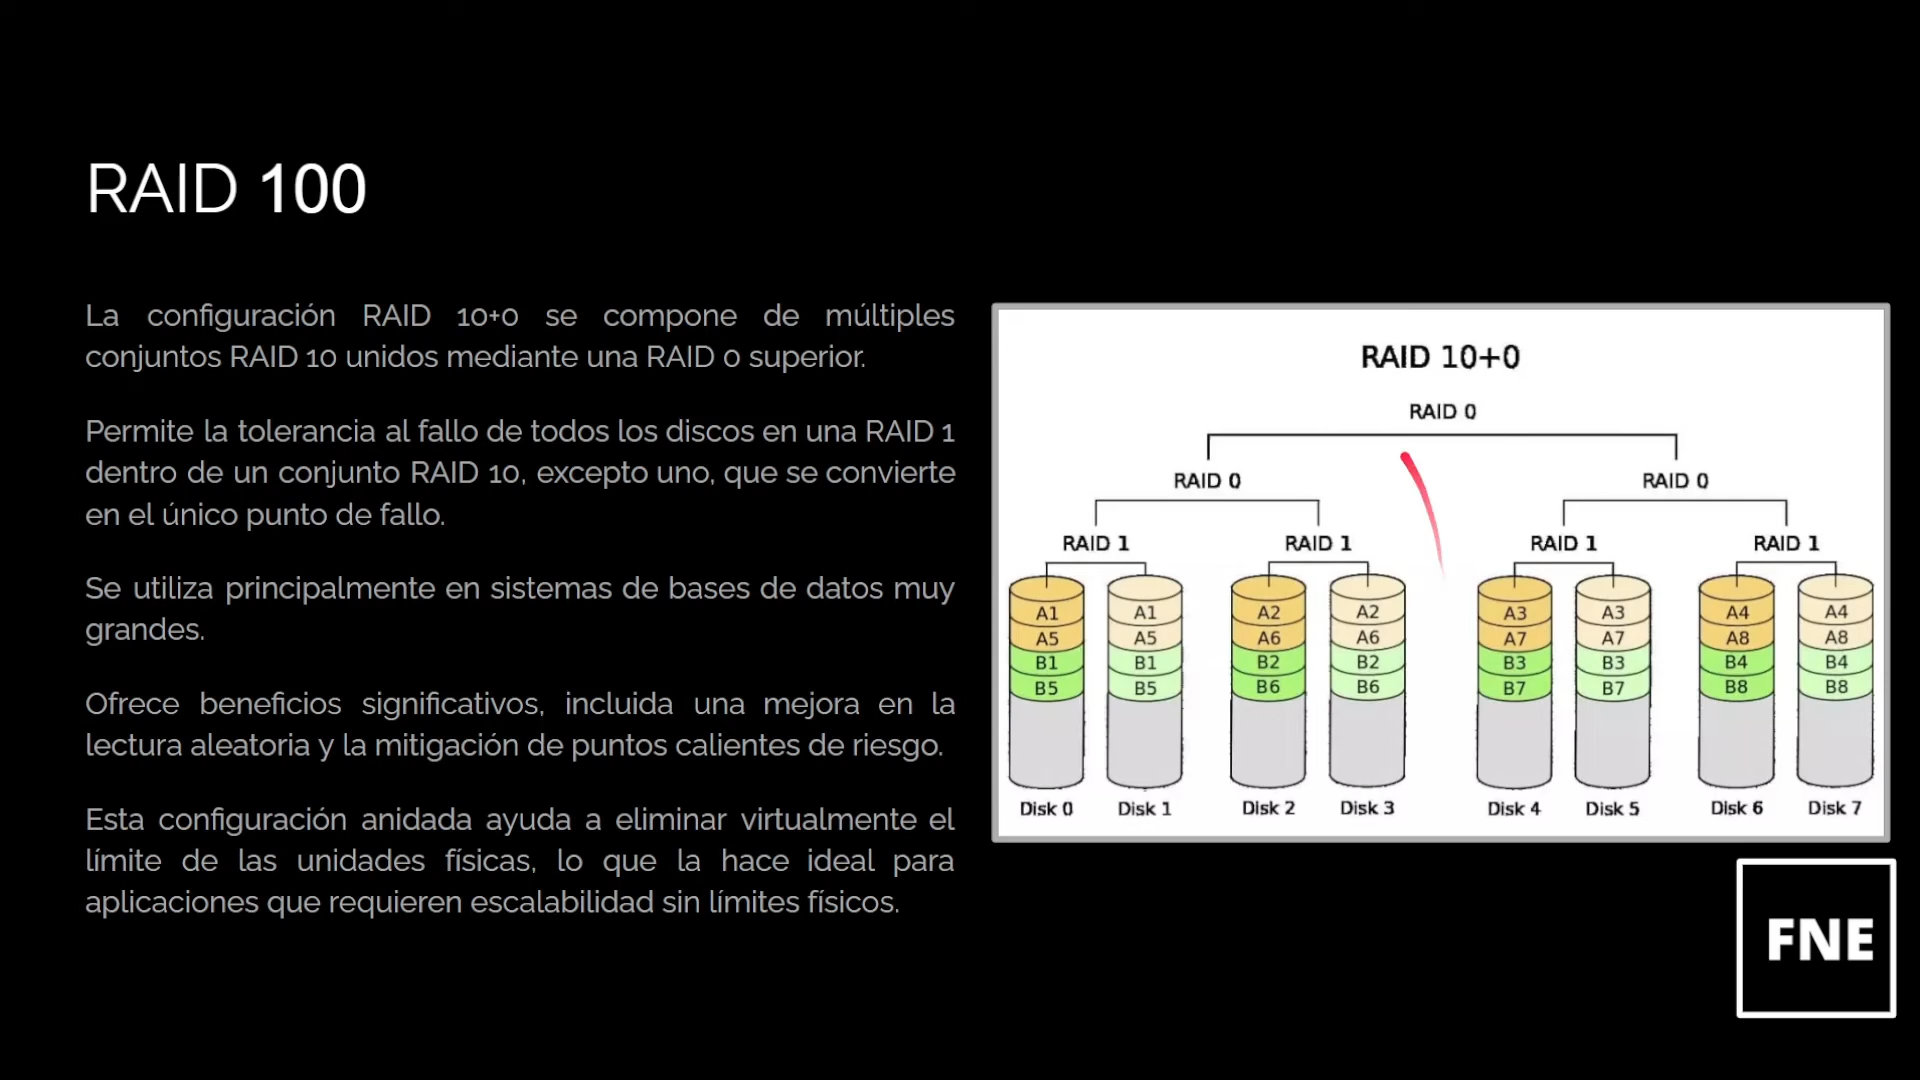 RAID 100
La configuración RAID 10+0 se compone de múltiples
conjuntos RAID 10 unidos mediante una RAID 0 superior.
Permite la tolerancia al fallo de todos los discos en una RAID 1
dentro de un conjunto RAID 10, excepto uno, que se convierte
en el único punto de fallo.
Se utiliza principalmente en sistemas de bases de datos muy
grandes.
Ofrece beneficios significativos, incluida una mejora en la
lectura aleatoria y la mitigación de puntos calientes de riesgo.
Esta configuración anidada ayuda a eliminar virtualmente el
límite de las unidades físicas, lo que la hace ideal para
aplicaciones que requieren escalabilidad sin límites físicos.
RAID 10+0
RAID 0
RAID 0 RAID 0
RAID 1 RAID 1 RAID 1 RAID 1
A1 A1 A2 A2 A3 A3 A4 A4
A5 A5 A6 A6 A7 A7 A8 A8
B1 B1 B2 B2 B3 B3 B4 B4
B5 B5 B6 B6 B7 B7 B8 B8
Disk 0 Disk 1 Disk 2 Disk 3 Disk 4 Disk 5 Disk 6 Disk 7
FNE